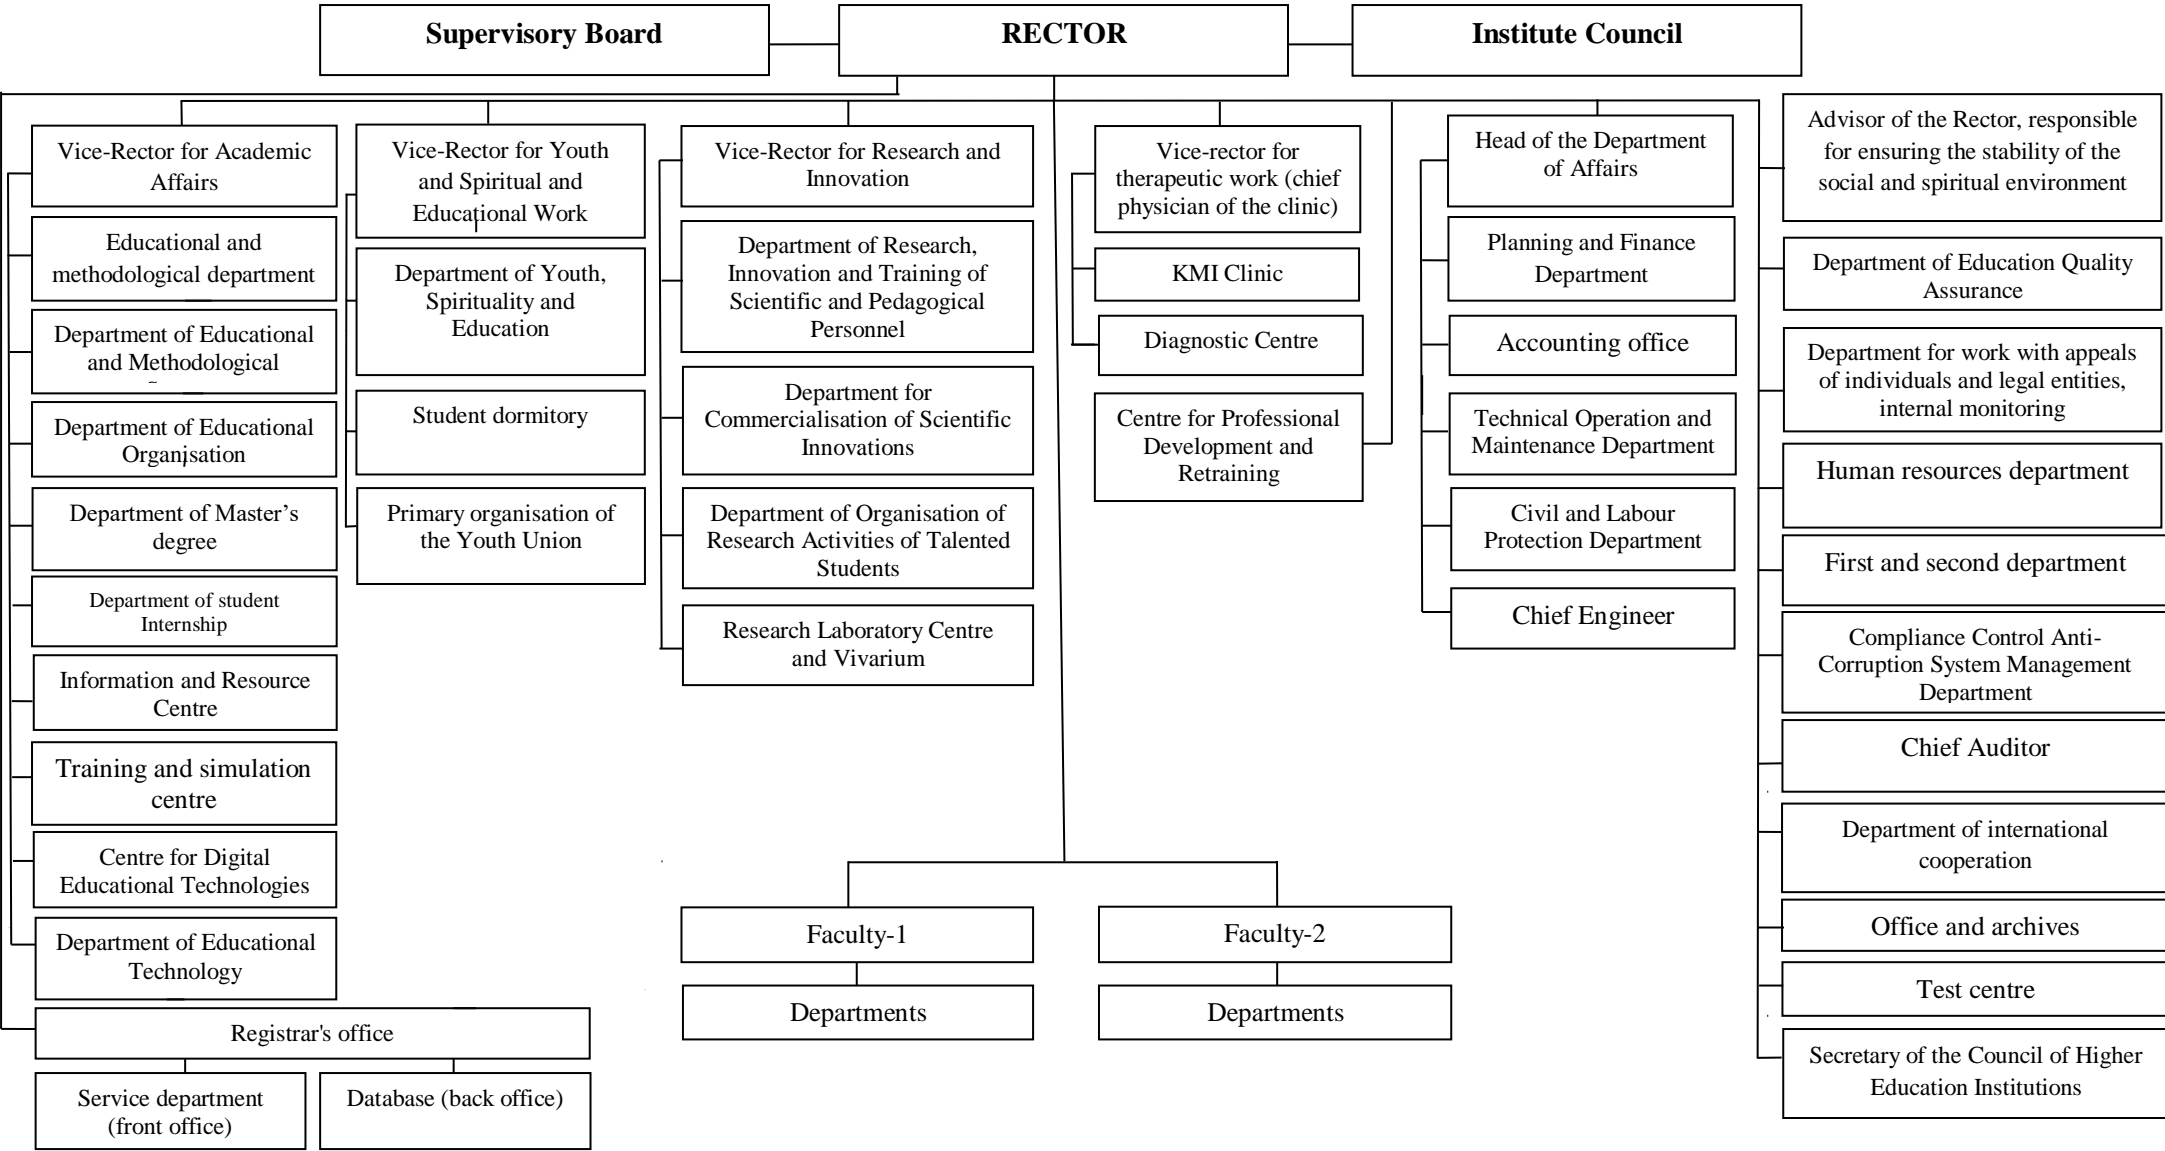 Supervisory Board
RECTOR
Institute Council
Vice-Rector for Academic
Affairs
Educational and
methodological department
Department of Educational
and Methodological
Department of Educational
Organisation
Department of Master’s
degree
Department of student
Internship
Information and Resource
Centre
Training and simulation
centre
Centre for Digital
Educational Technologies
Department of Educational
Technology
Registrar's office
Service department
(front office)
Database (back office)
Vice-Rector for Youth
and Spiritual and
Educational Work
Department of Youth,
Spirituality and
Education
Student dormitory
Primary organisation of
the Youth Union
Vice-Rector for Research and
Innovation
Department of Research,
Innovation and Training of
Scientific and Pedagogical
Personnel
Department for
Commercialisation of Scientific
Innovations
Department of Organisation of
Research Activities of Talented
Students
Research Laboratory Centre
and Vivarium
Vice-rector for
therapeutic work (chief
physician of the clinic)
KMI Clinic
Diagnostic Centre
Centre for Professional
Development and
Retraining
Faculty-1
Departments
Faculty-2
Departments
Head of the Department
of Affairs
Planning and Finance
Department
Accounting office
Technical Operation and
Maintenance Department
Civil and Labour
Protection Department
Chief Engineer
Advisor of the Rector, responsible
for ensuring the stability of the
social and spiritual environment
Department of Education Quality
Assurance
Department for work with appeals
of individuals and legal entities,
internal monitoring
Human resources department
First and second department
Compliance Control Anti-
Corruption System Management
Department
Chief Auditor
Department of international
cooperation
Office and archives
Test centre
Secretary of the Council of Higher
Education Institutions